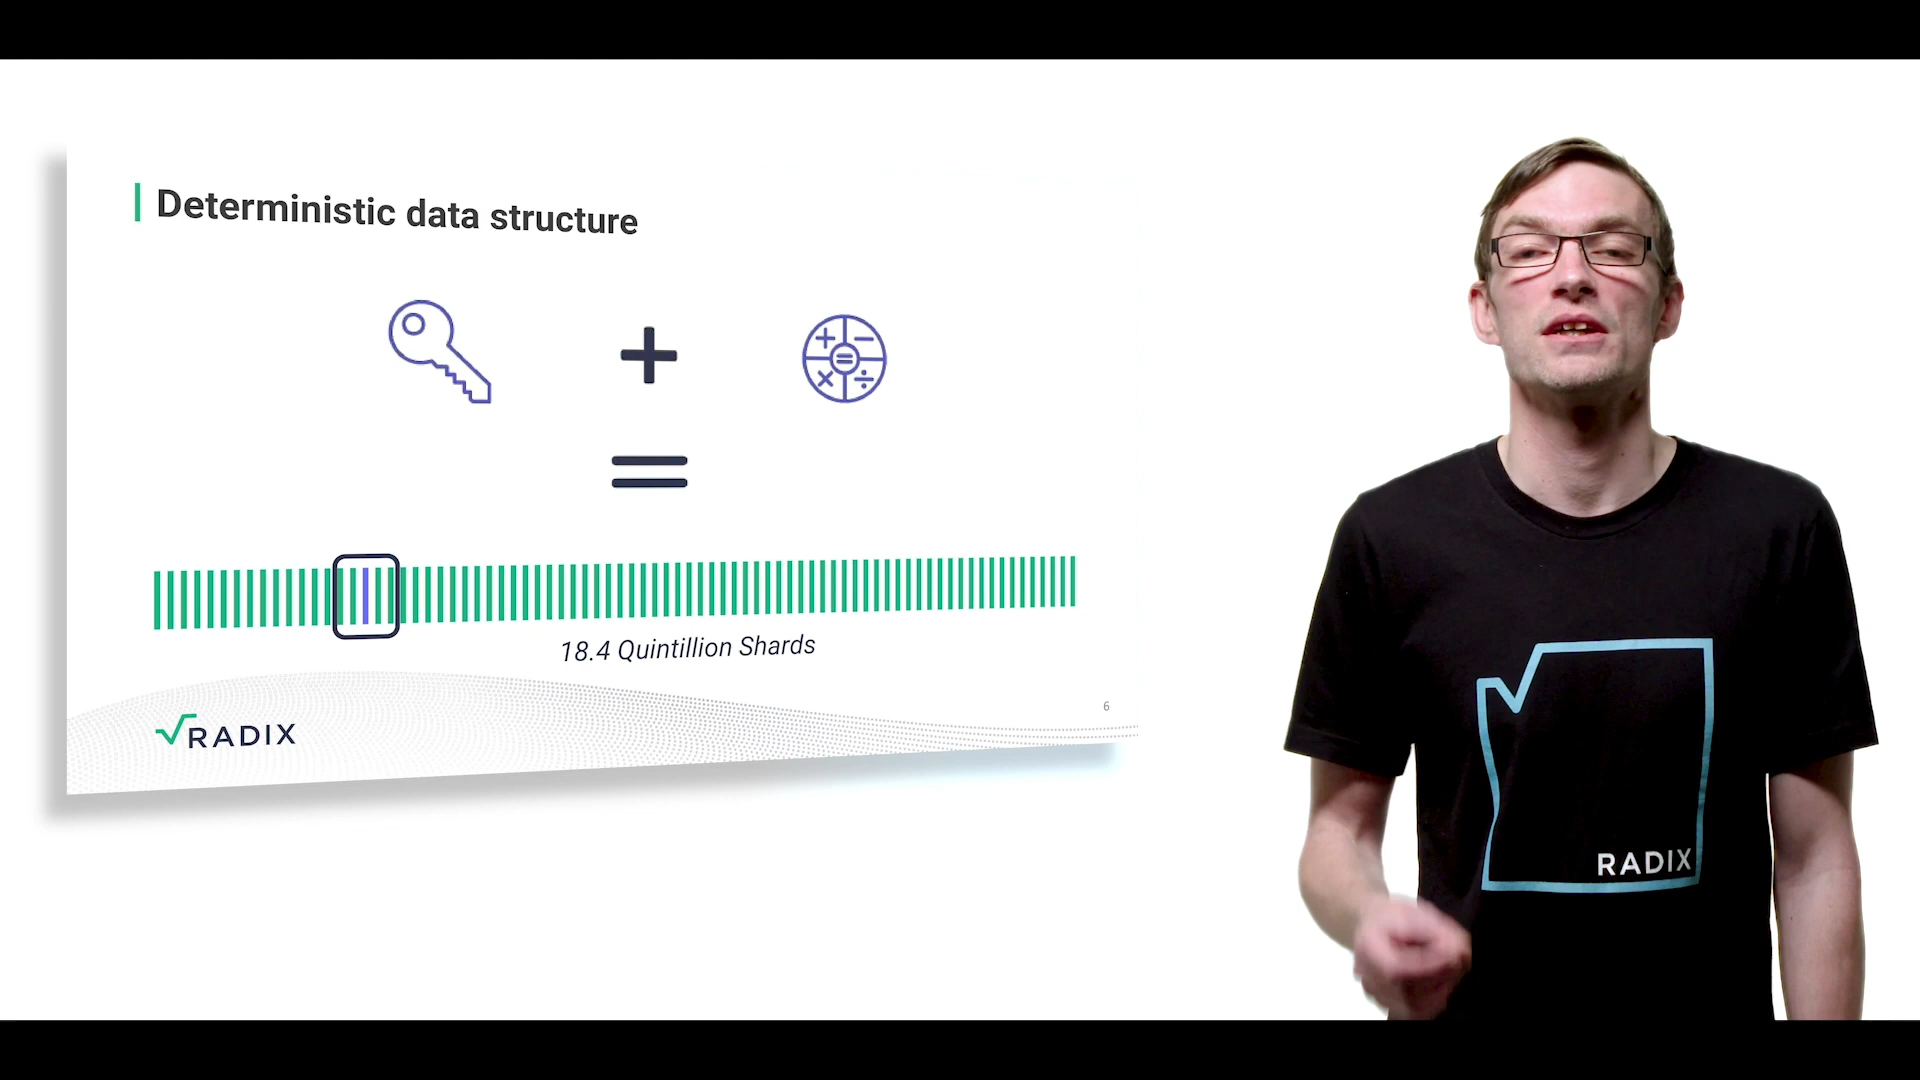 Deterministic data structure
18.4 Quintillion Shards
6
RADIX
RADIX